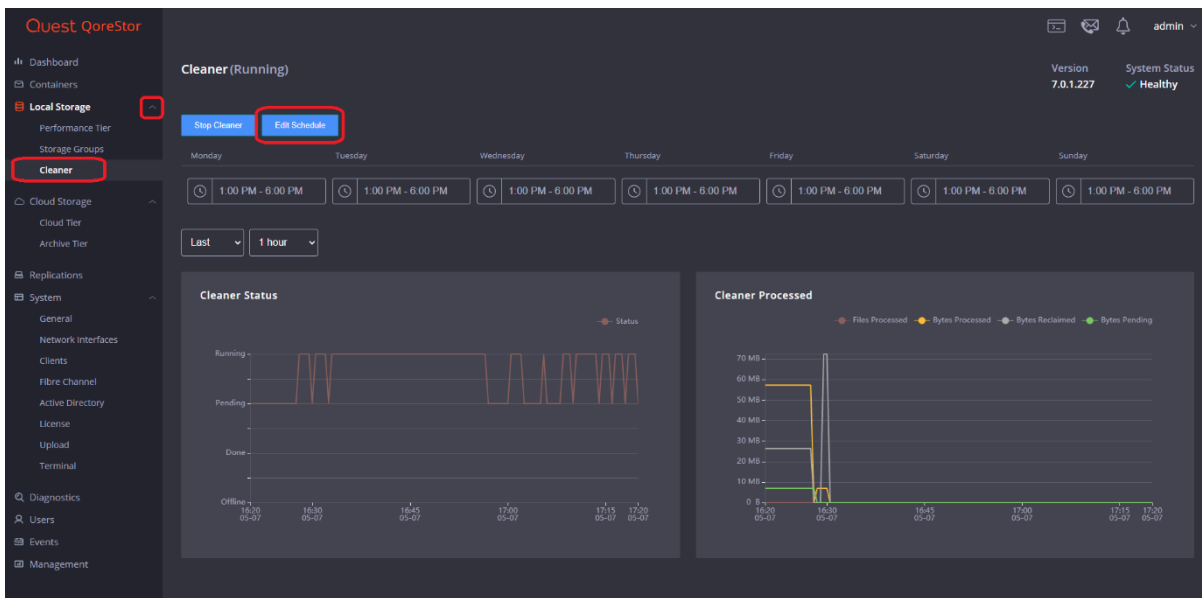 Quest QoreStor
admin
Dashboard
Containers
Local Storage
Performance Tier
Storage Groups
Cleaner
Cloud Storage
Cloud Tier
Archive Tier
Replications
System
General
Network Interfaces
Clients
Fibre Channel
Active Directory
License
Upload
Terminal
Diagnostics
Users
Events
Management
Cleaner (Running)
Version System Status
7.0.1.227 Healthy
Stop Cleaner Edit Schedule
Monday Tuesday Wednesday Thursday Friday Saturday Sunday
1:00 PM - 6:00 PM 1:00 PM - 6:00 PM 1:00 PM - 6:00 PM 1:00 PM - 6:00 PM 1:00 PM - 6:00 PM 1:00 PM - 6:00 PM 1:00 PM - 6:00 PM
Last 1 hour
Cleaner Status
Status
Running
Pending
Done
Offline
16:20 16:30 16:45 17:00 17:15 17:20
05-07 05-07 05-07 05-07 05-07 05-07
Cleaner Processed
Files Processed Bytes Processed Bytes Reclaimed Bytes Pending
70 MB
60 MB
50 MB
40 MB
30 MB
20 MB
10 MB
0 B
16:20 16:30 16:45 17:00 17:15 17:20
05-07 05-07 05-07 05-07 05-07 05-07